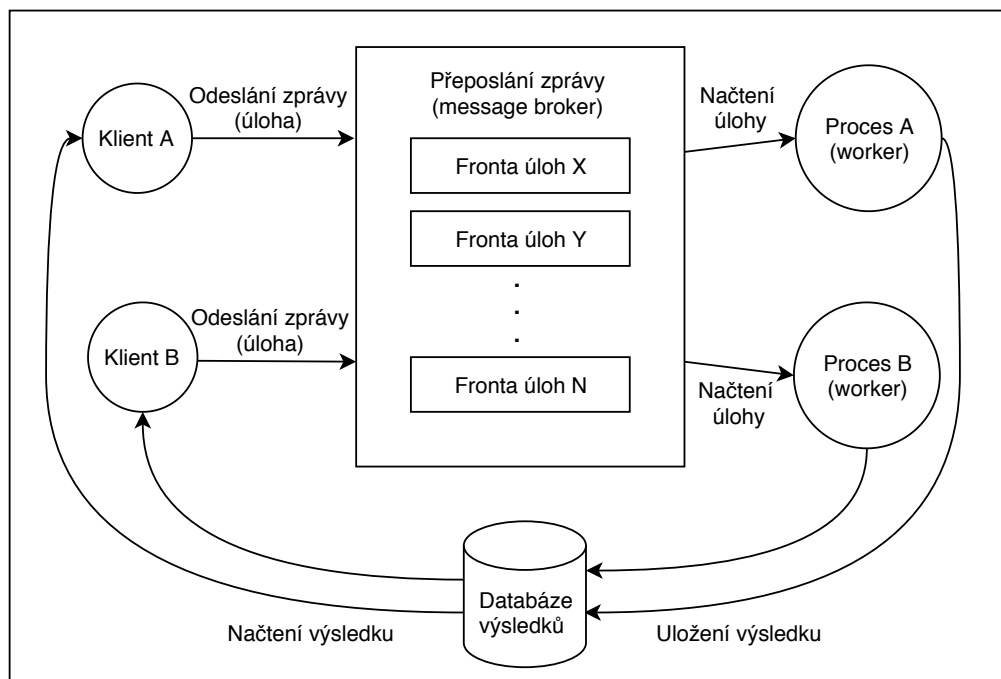 Klient A
Odeslání zprávy
(úloha)
Přeposlání zprávy
(message broker)
Fronta úloh X
Fronta úloh Y
.
.
.
Fronta úloh N
Načtení
úlohy
Proces A
(worker)
Klient B
Odeslání zprávy
(úloha)
Načtení
úlohy
Proces B
(worker)
Databáze
výsledků
Načtení výsledku
Uložení výsledku